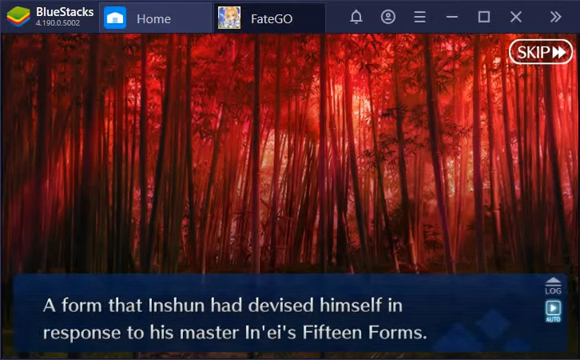 BlueStacks
4.190.0.5002
Home
FateGO
SKIP
LOG
AUTO
A form that Inshun had devised himself in
response to his master In'ei's Fifteen Forms.